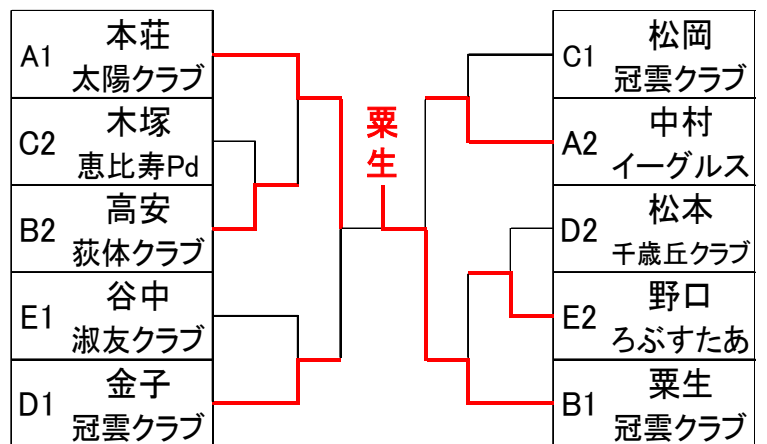 A1
本荘
太陽クラブ
C2
木塚
恵比寿Pd
B2
高安
荻体クラブ
E1
谷中
淑友クラブ
D1
金子
冠雲クラブ
粟生
C1
松岡
冠雲クラブ
A2
中村
イーグルス
D2
松本
千歳丘クラブ
E2
野口
ろぶすたあ
B1
粟生
冠雲クラブ